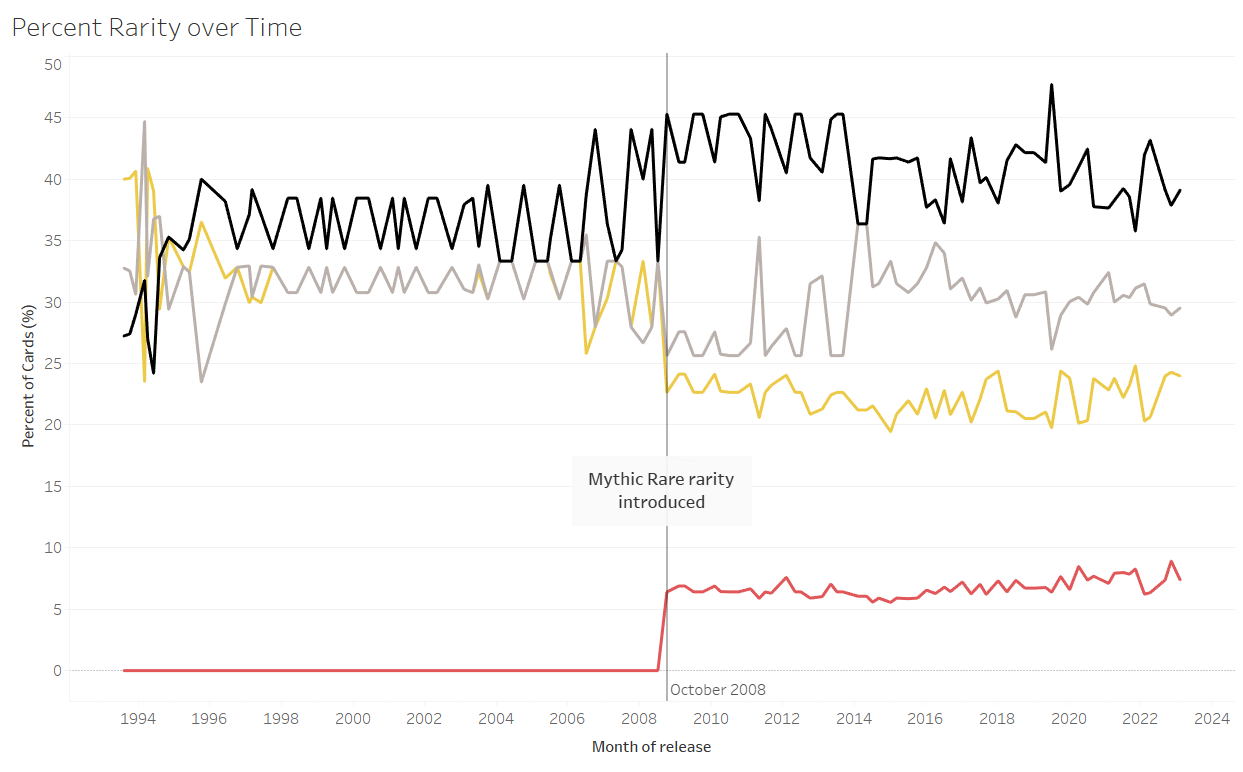 Percent Rarity over Time
50
45
40
35
30
25
20
15
10
5
0
Percent of Cards (%)
Mythic Rare rarity
introduced
October 2008
1994 1996 1998 2000 2002 2004 2006 2008 2010 2012 2014 2016 2018 2020 2022 2024
Month of release